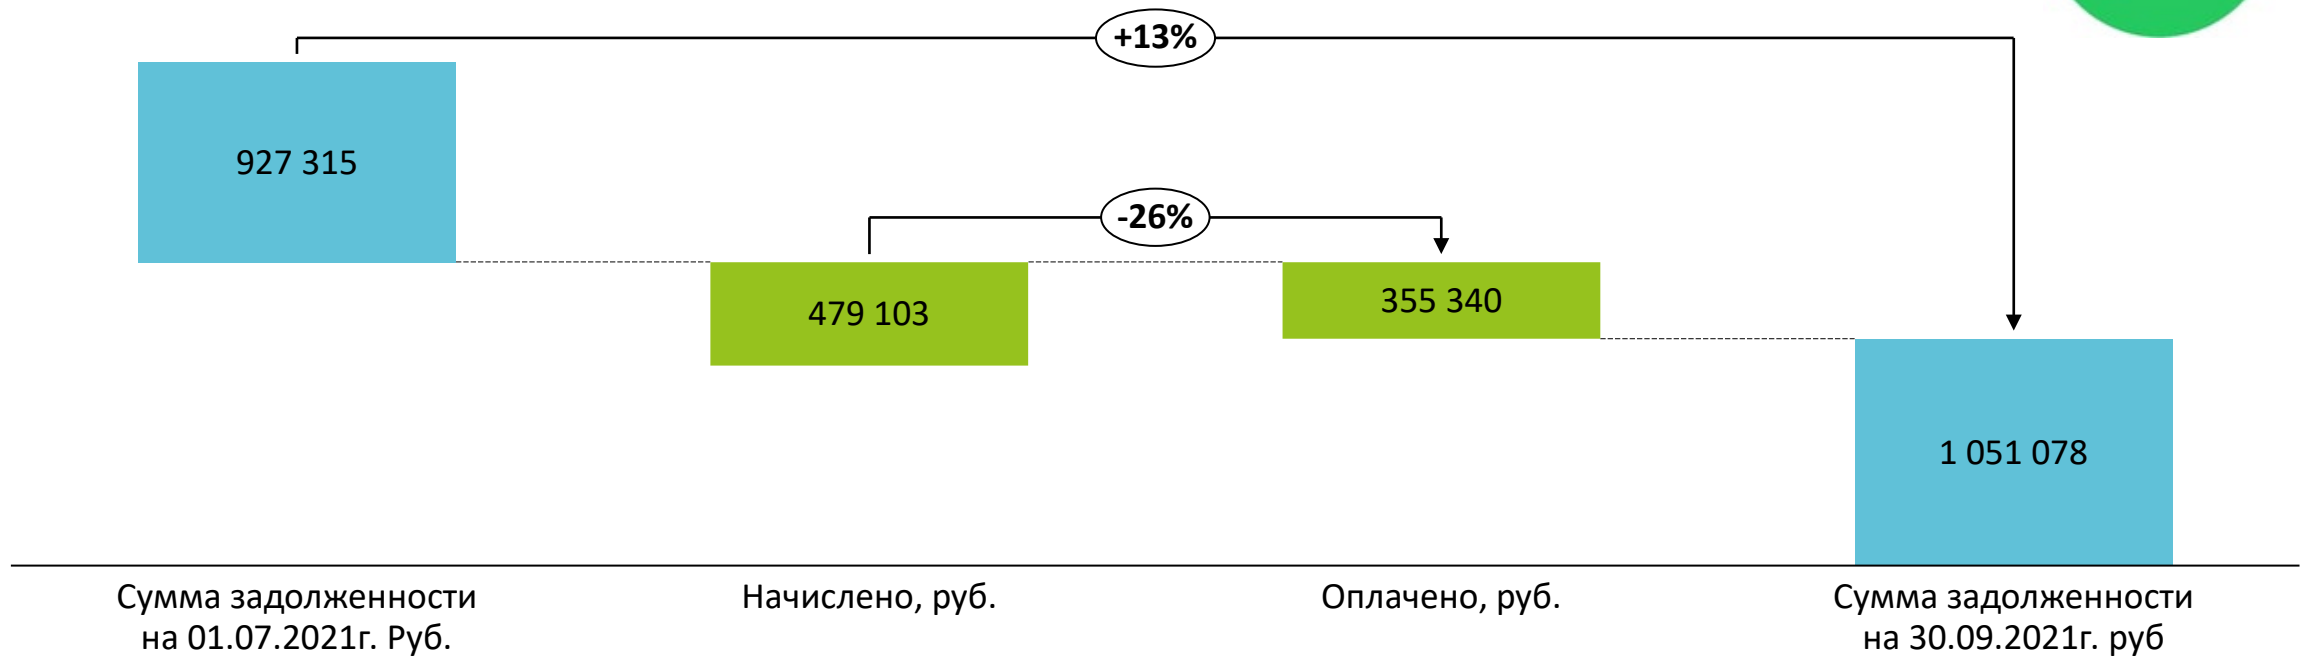 +13%
927 315
-26%
479 103
355 340
1 051 078
Сумма задолженности
на 01.07.2021г. Руб.
Начислено, руб.
Оплачено, руб.
Сумма задолженности
на 30.09.2021г. руб